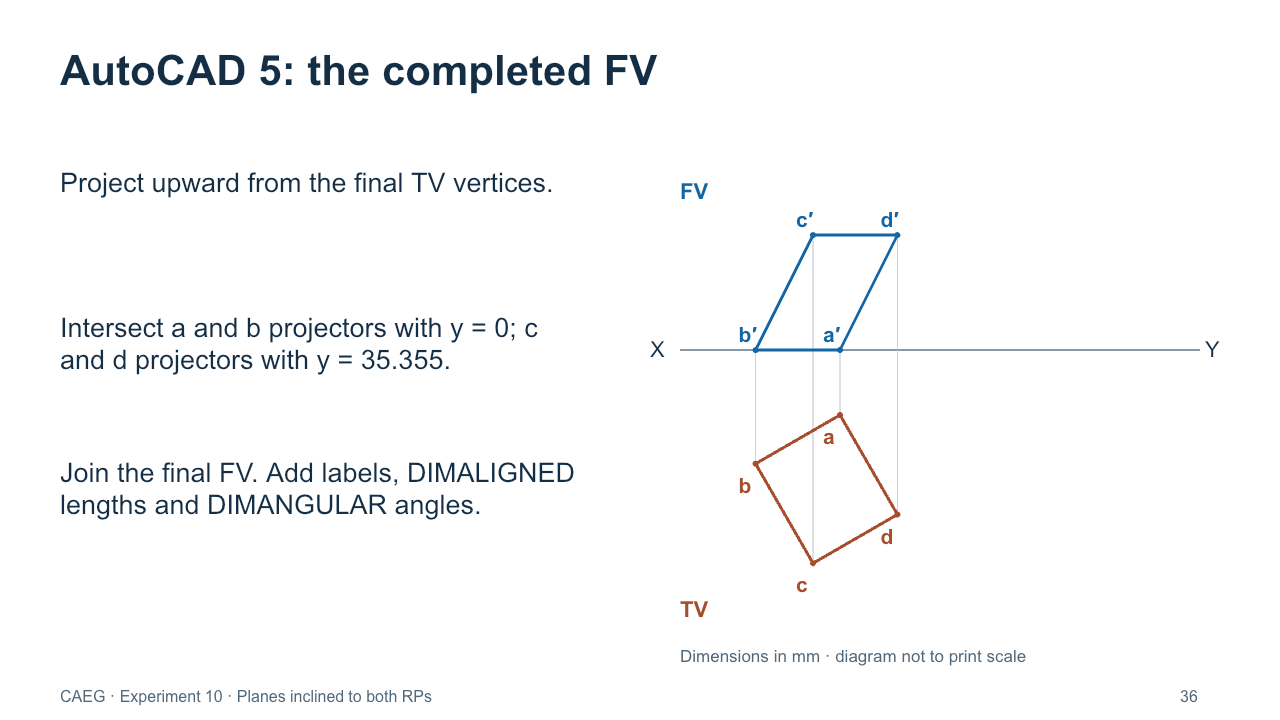 AutoCAD 5: the completed FV
Project upward from the final TV vertices.
Intersect a and b projectors with y = 0; c
and d projectors with y = 35.355.
Join the final FV. Add labels, DIMALIGNED
lengths and DIMANGULAR angles.
FV
c′ d′
b′ a′
X Y
a
b
d
c
TV
Dimensions in mm · diagram not to print scale
CAEG · Experiment 10 · Planes inclined to both RPs
36